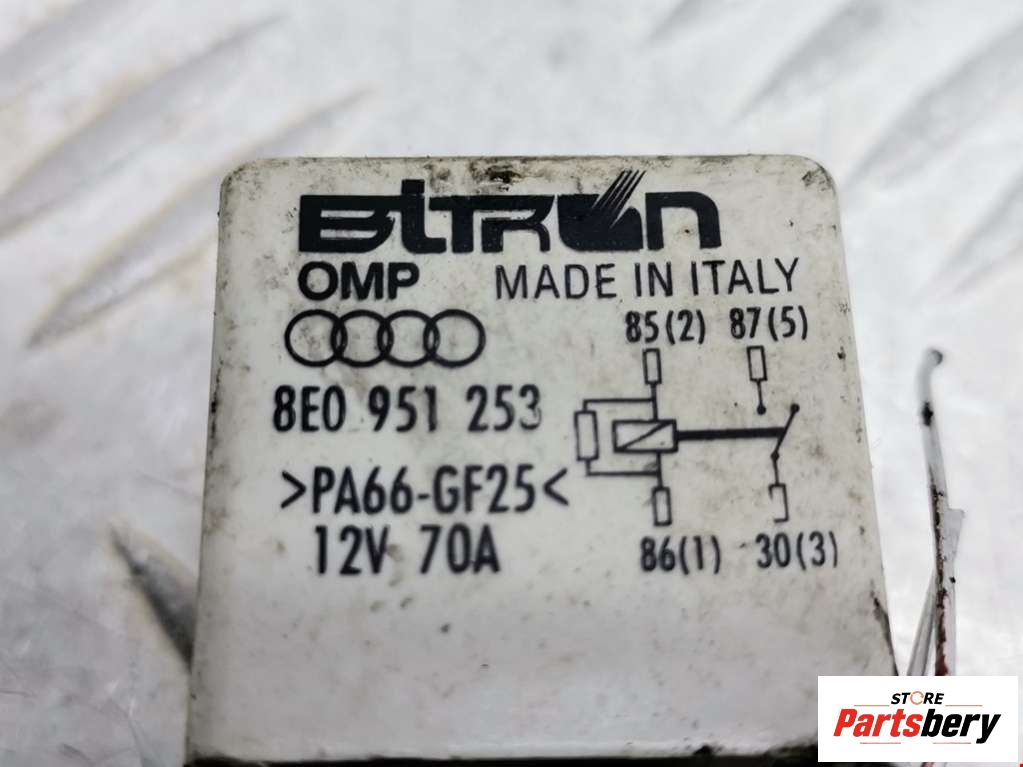 BITRON
OMP MADE IN ITALY
85(2) 87(5)
8E0 951 253
>PA66-GF25<
12V 70A
86(1) 30(3)
STORE
Partsbery